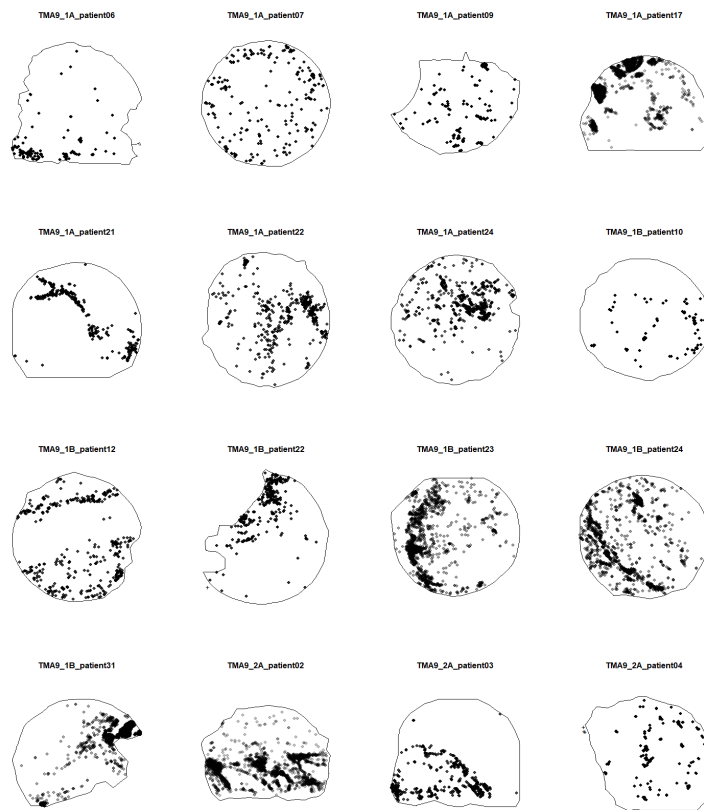 TMA9_1A_patient06 TMA9_1A_patient07 TMA9_1A_patient09 TMA9_1A_patient17
TMA9_1A_patient21 TMA9_1A_patient22 TMA9_1A_patient24 TMA9_1B_patient10
TMA9_1B_patient12 TMA9_1B_patient22 TMA9_1B_patient23 TMA9_1B_patient24
TMA9_1B_patient31 TMA9_2A_patient02 TMA9_2A_patient03 TMA9_2A_patient04